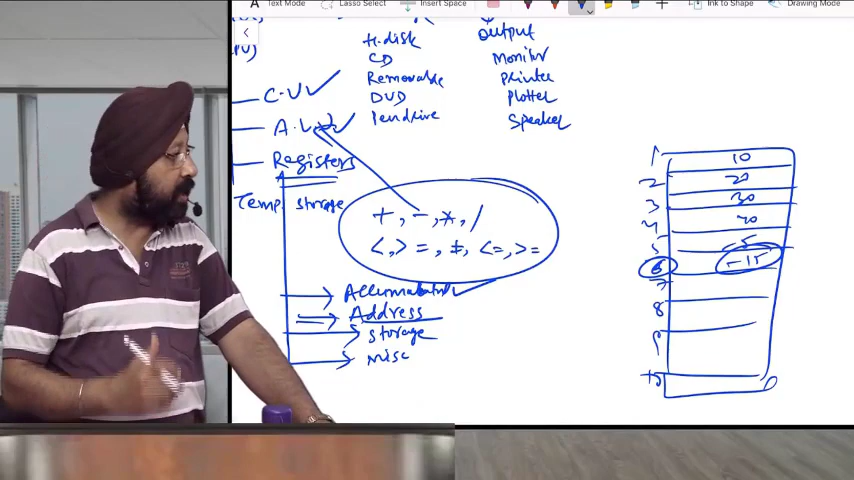 Text Mode Lasso Select Insert Space Ink to Shape Drawing Mode
H.disk
CD
Removable
DVD
Pendrive
Output
Monitor
Printer
Plotter
Speaker
C.U
A.L.U
Registers
Temp. storage
+, -, *, /
<, > =, ≠, <=, >=
Accumulator
Address
storage
misc
1 10
2 20
3 30
4 40
5 -5
6 -15
7
8
9
10